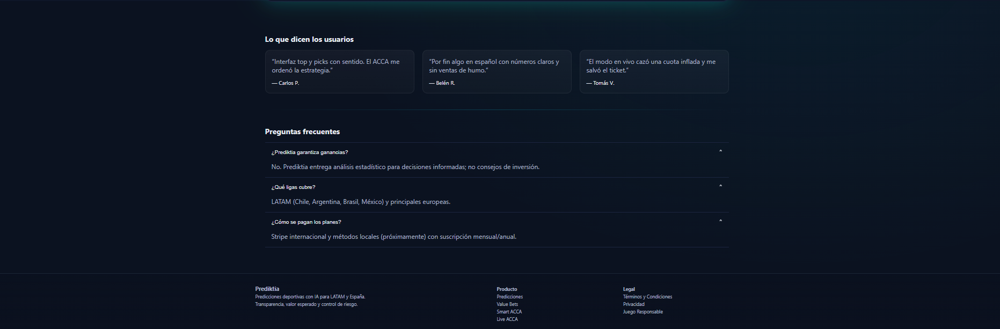 Lo que dicen los usuarios
“Interfaz top y picks con sentido. El ACCA me
ordenó la estrategia.”
— Carlos P.
“Por fin algo en español con números claros y
sin ventas de humo.”
— Belén R.
“El modo en vivo cazó una cuota inflada y me
salvó el ticket.”
— Tomás V.
Preguntas frecuentes
¿Prediktia garantiza ganancias?
No. Prediktia entrega análisis estadístico para decisiones informadas; no consejos de inversión.
¿Qué ligas cubre?
LATAM (Chile, Argentina, Brasil, México) y principales europeas.
¿Cómo se pagan los planes?
Stripe internacional y métodos locales (próximamente) con suscripción mensual/anual.
Prediktia
Predicciones deportivas con IA para LATAM y España.
Transparencia, valor esperado y control de riesgo.
Producto
Predicciones
Value Bets
Smart ACCA
Live ACCA
Legal
Términos y Condiciones
Privacidad
Juego Responsable